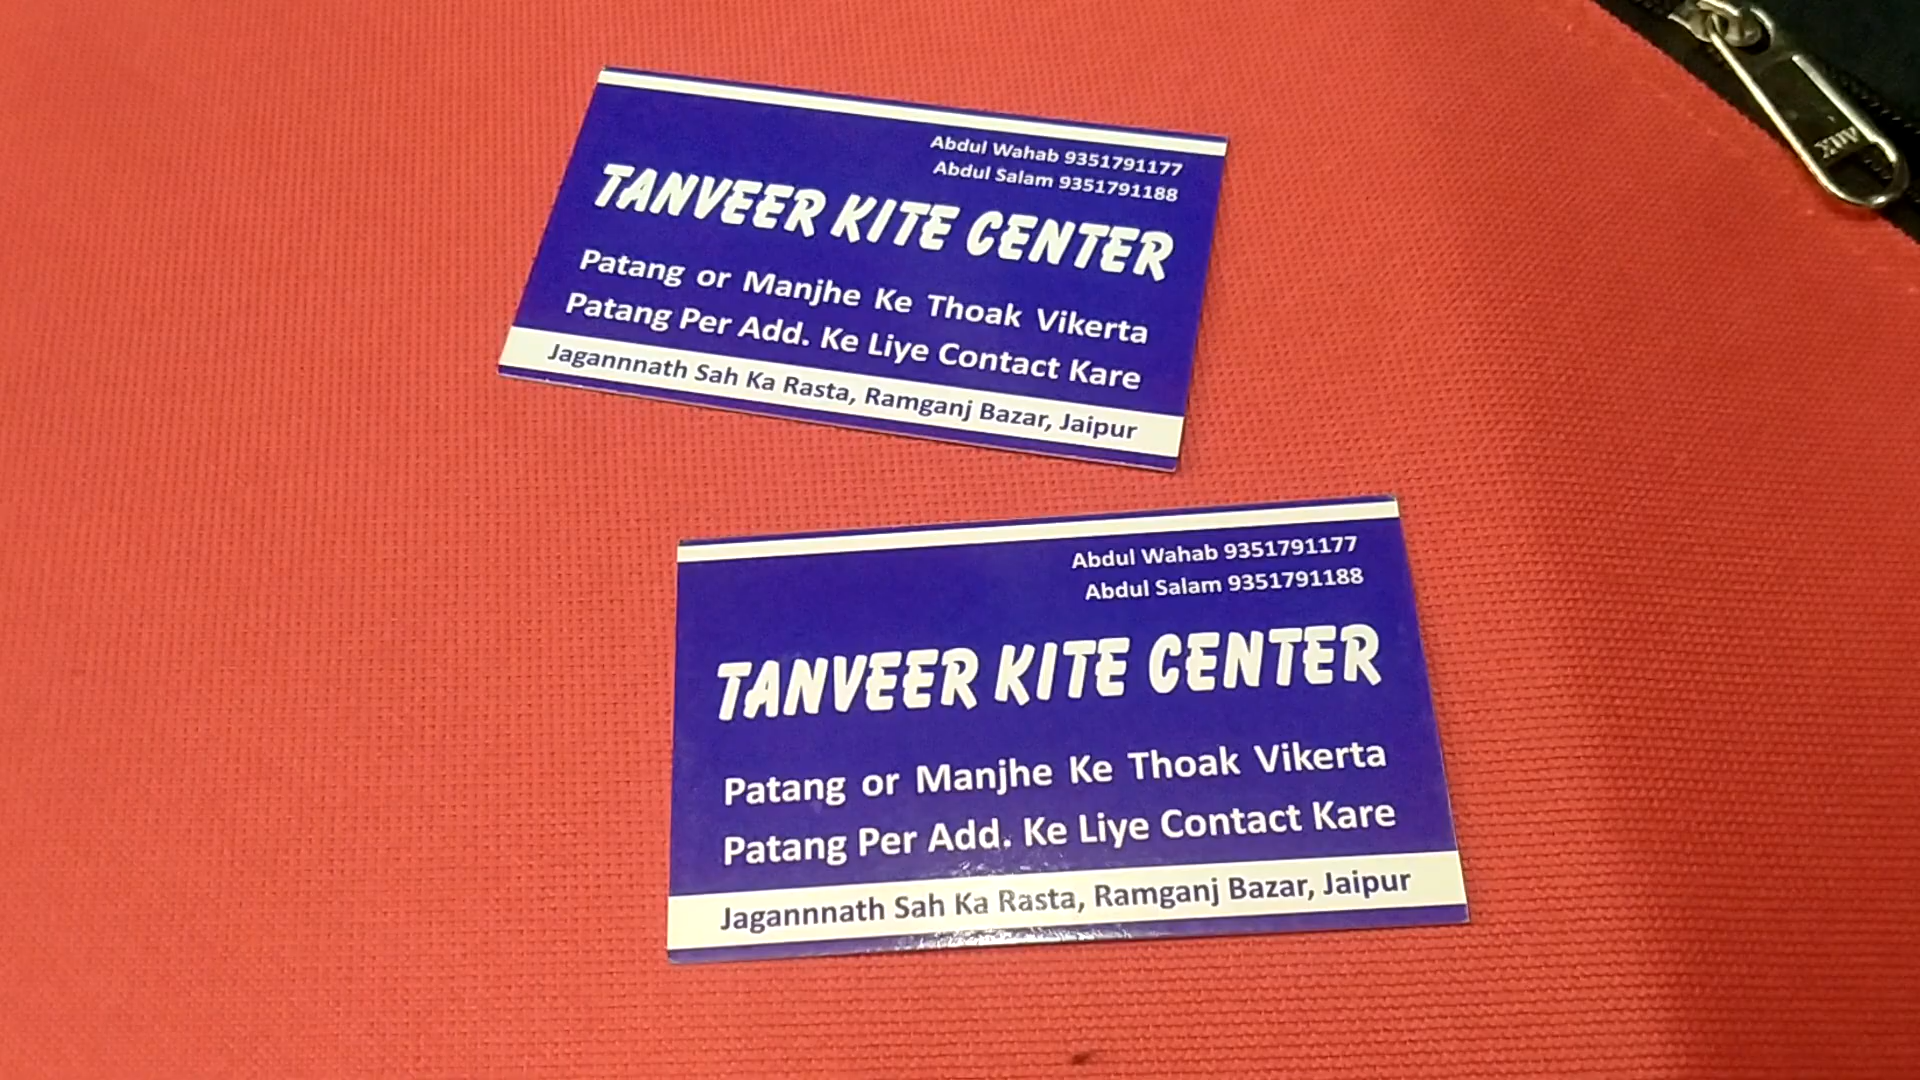 Abdul Wahab 9351791177
Abdul Salam 9351791188
TANVEER KITE CENTER
Patang or Manjhe Ke Thoak Vikerta
Patang Per Add. Ke Liye Contact Kare
Jagannnath Sah Ka Rasta, Ramganj Bazar, Jaipur
Abdul Wahab 9351791177
Abdul Salam 9351791188
TANVEER KITE CENTER
Patang or Manjhe Ke Thoak Vikerta
Patang Per Add. Ke Liye Contact Kare
Jagannnath Sah Ka Rasta, Ramganj Bazar, Jaipur